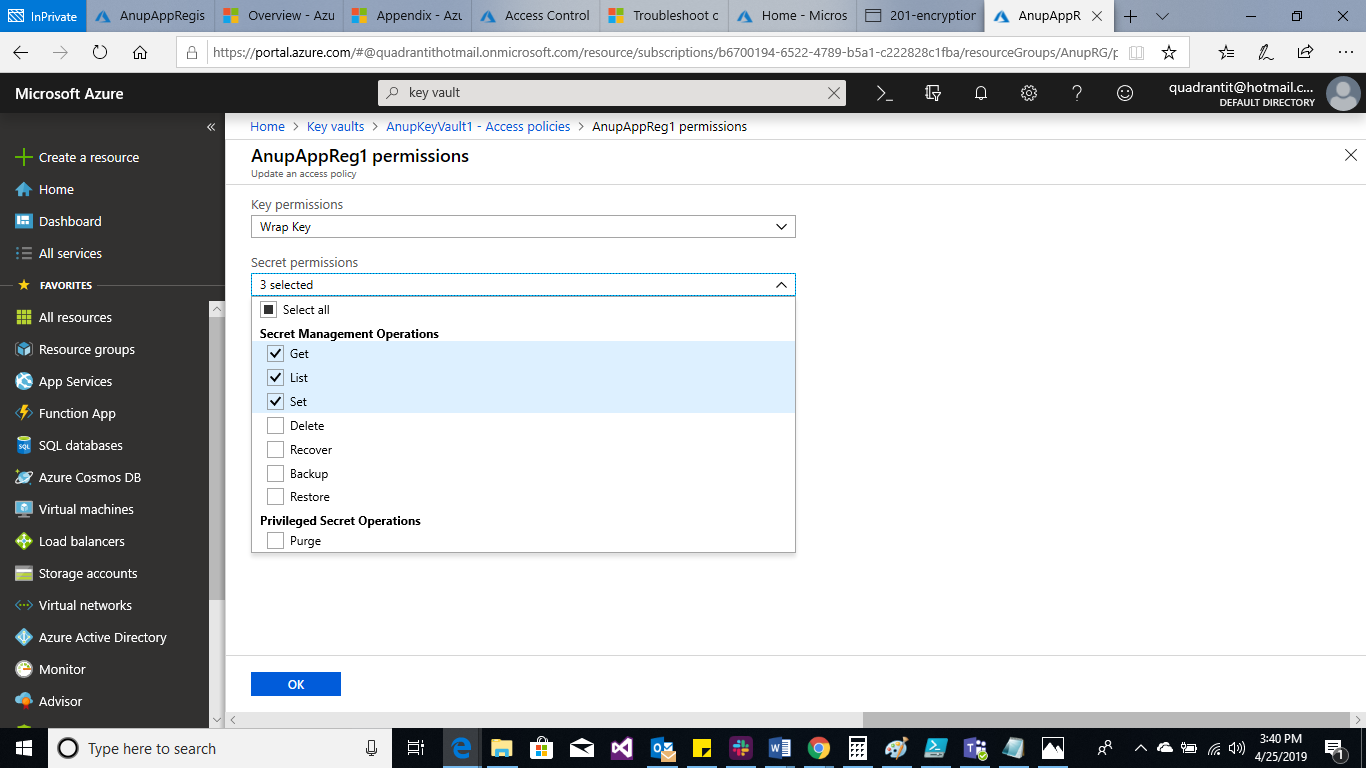 InPrivate
AnupAppRegis
Overview - Azu
Appendix - Azu
Access Control
Troubleshoot c
Home - Micros
201-encryption
AnupAppR
https://portal.azure.com/#@quadrantithotmail.onmicrosoft.com/resource/subscriptions/b6700194-6522-4789-b5a1-c222828c1fba/resourceGroups/AnupRG/p
Microsoft Azure
key vault
quadrantit@hotmail.c...
DEFAULT DIRECTORY
Home > Key vaults > AnupKeyVault1 - Access policies > AnupAppReg1 permissions
AnupAppReg1 permissions
Update an access policy
Create a resource
Home
Dashboard
All services
FAVORITES
All resources
Resource groups
App Services
Function App
SQL databases
Azure Cosmos DB
Virtual machines
Load balancers
Storage accounts
Virtual networks
Azure Active Directory
Monitor
Advisor
Key permissions
Wrap Key
Secret permissions
3 selected
Select all
Secret Management Operations
Get
List
Set
Delete
Recover
Backup
Restore
Privileged Secret Operations
Purge
OK
Type here to search
3:40 PM
4/25/2019
1